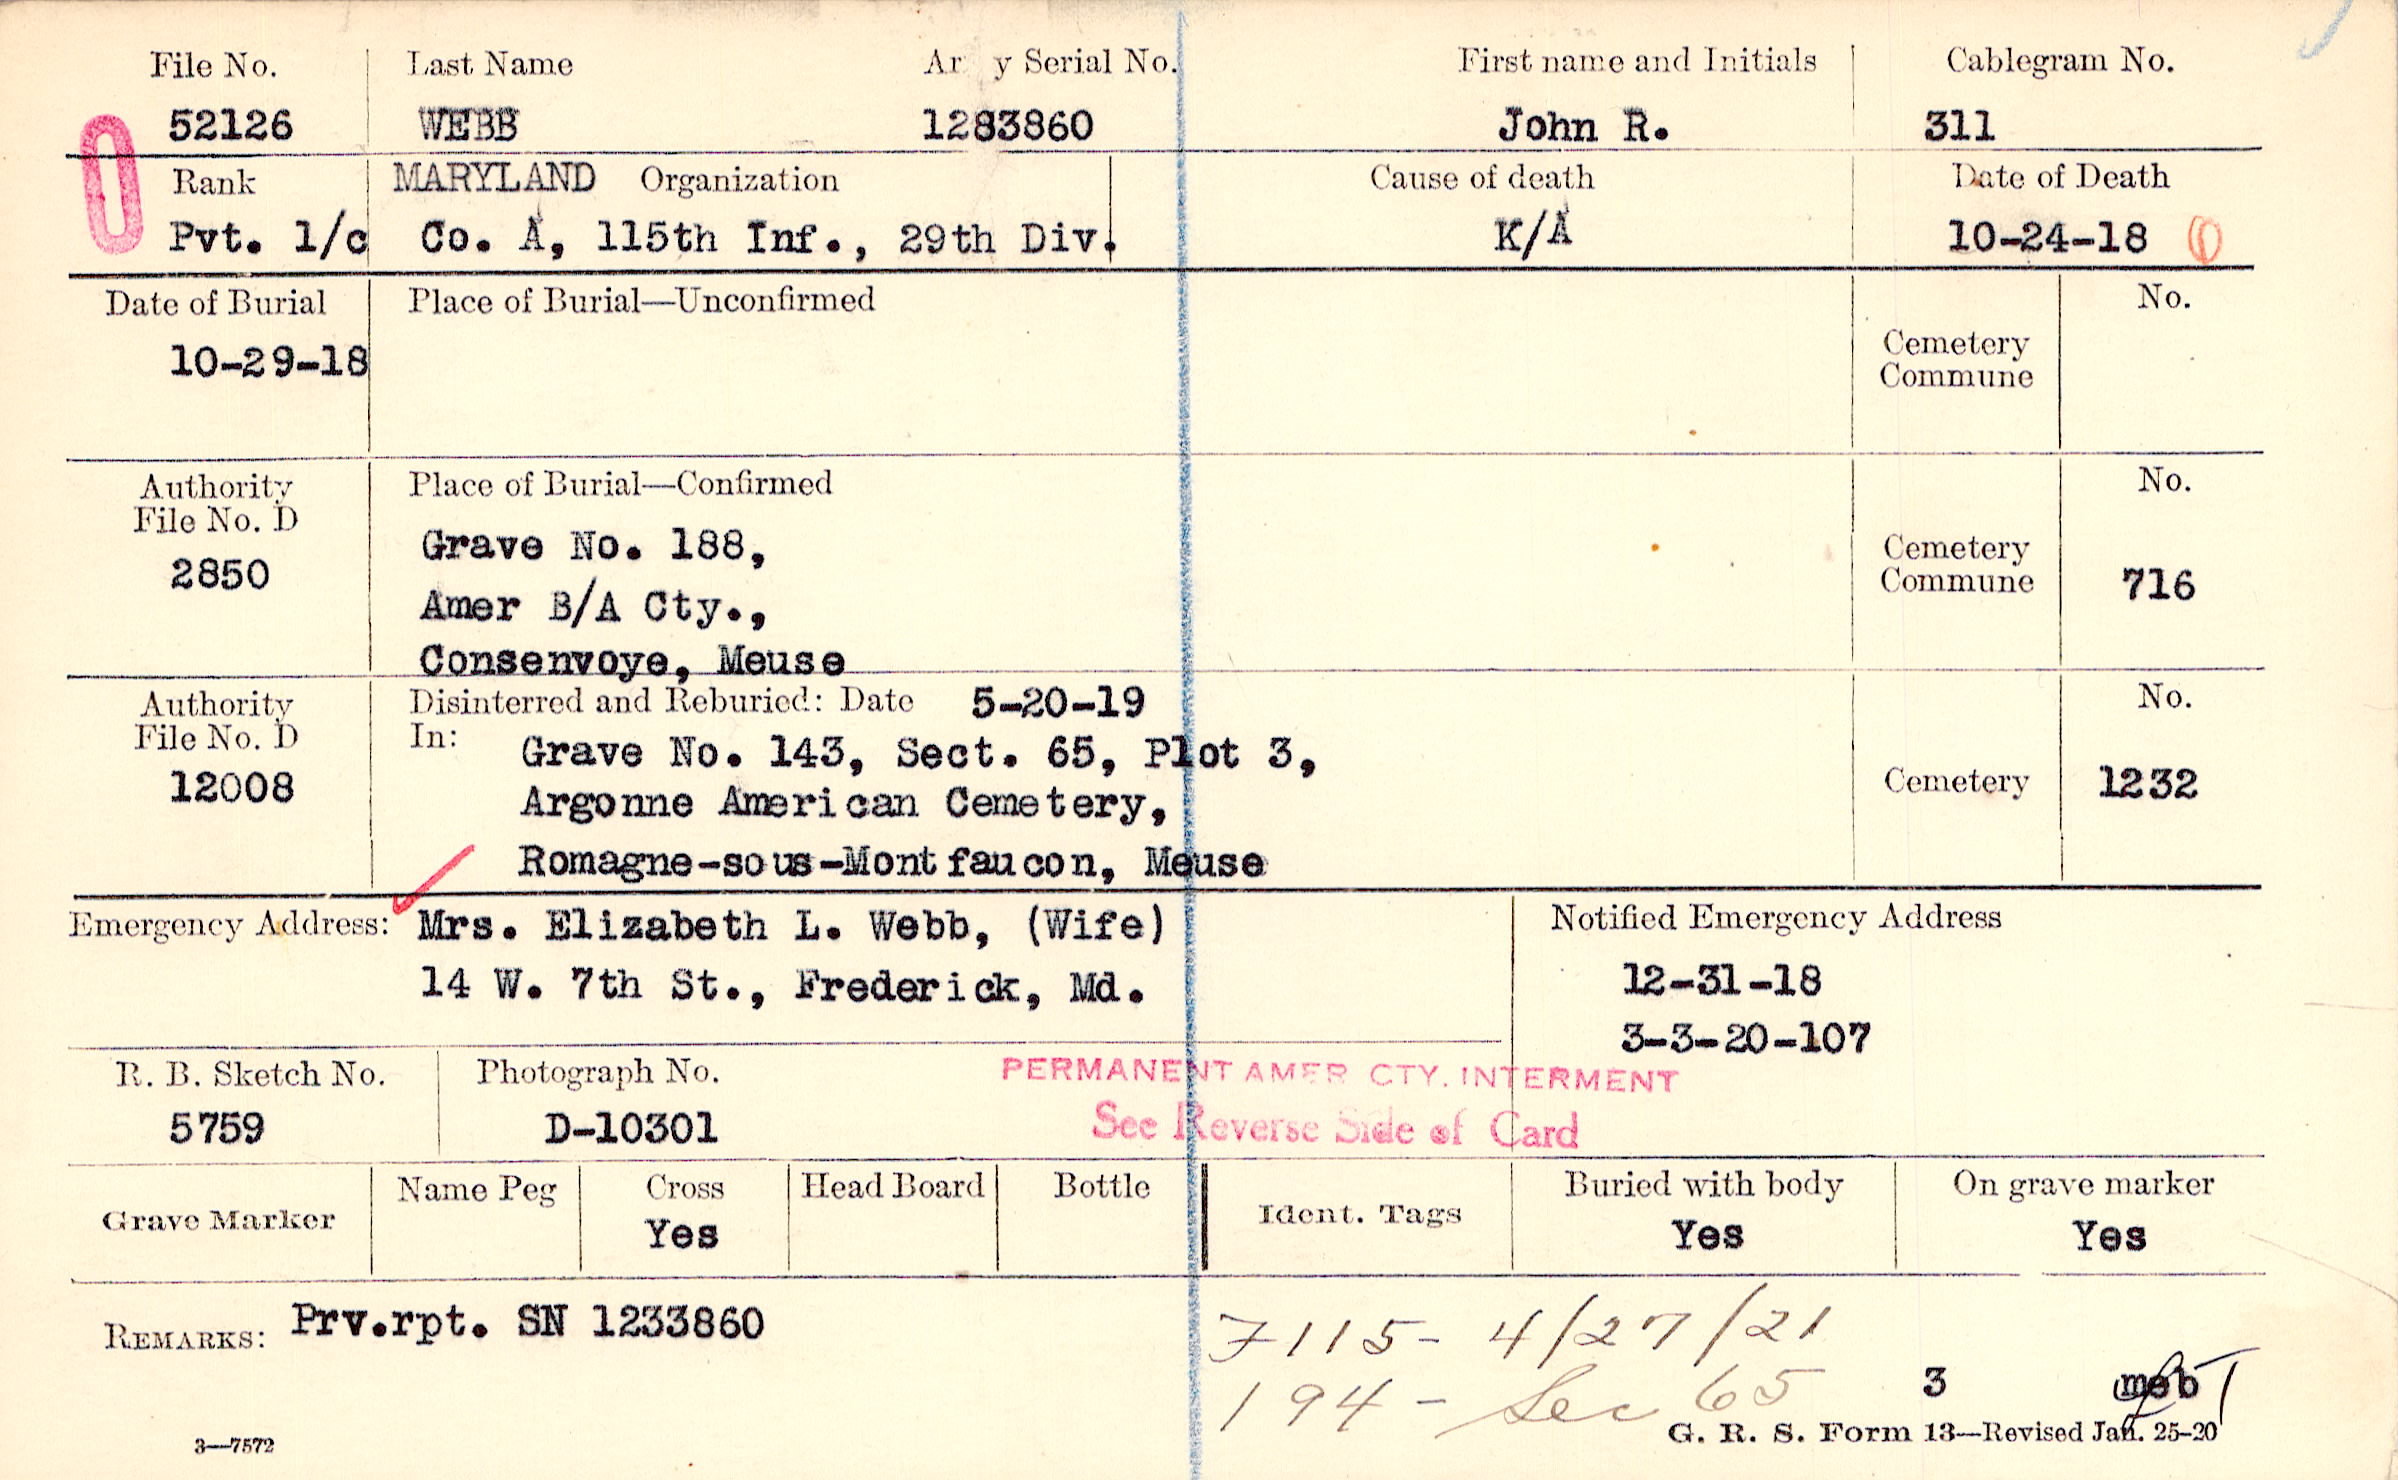 File No. Last Name Ar y Serial No. First name and Initials Cablegram No.
52126 WEBB 1283860 John R. 311
Rank MARYLAND Organization Cause of death Date of Death
Pvt. 1/c Co. A, 115th Inf., 29th Div. K/A 10-24-18
Date of Burial Place of Burial—Unconfirmed No.
10-29-18 Cemetery
Commune
Authority Place of Burial—Confirmed No.
File No. D
2850 Grave No. 188, Cemetery
Amer B/A Cty., Commune 716
Consenvoye, Meuse
Authority Disinterred and Reburied: Date 5-20-19 No.
File No. D In: Grave No. 143, Sect. 65, Plot 3,
12008 Argonne American Cemetery, Cemetery 1232
Romagne-sous-Montfaucon, Meuse
Emergency Address: Mrs. Elizabeth L. Webb, (Wife) Notified Emergency Address
14 W. 7th St., Frederick, Md. 12-31-18
3-3-20-107
R. B. Sketch No. Photograph No. PERMANENT AMER CTY. INTERMENT
5759 D-10301 See Reverse Side of Card
Grave Marker Name Peg Cross Head Board Bottle Ident. Tags Buried with body On grave marker
Yes Yes Yes
REMARKS: Prv.rpt. SN 1233860 7115- 4/27/21
194 - Sec 65 3 meb
3—7572 G. R. S. Form 13—Revised Jan. 25-20